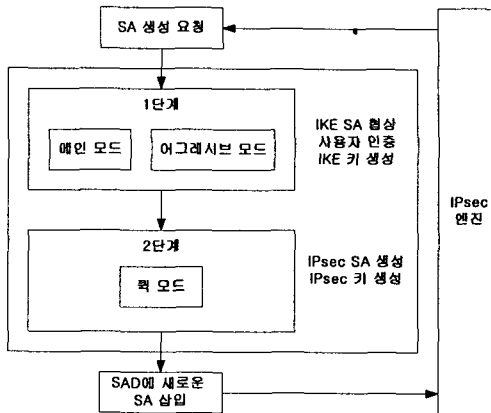 SA 생성 요청
1단계
메인 모드
어그레시브 모드
IKE SA 협상
사용자 인증
IKE 키 생성
IPsec
엔진
2단계
퀵 모드
IPsec SA 생성
IPsec 키 생성
SAD에 새로운
SA 삽입